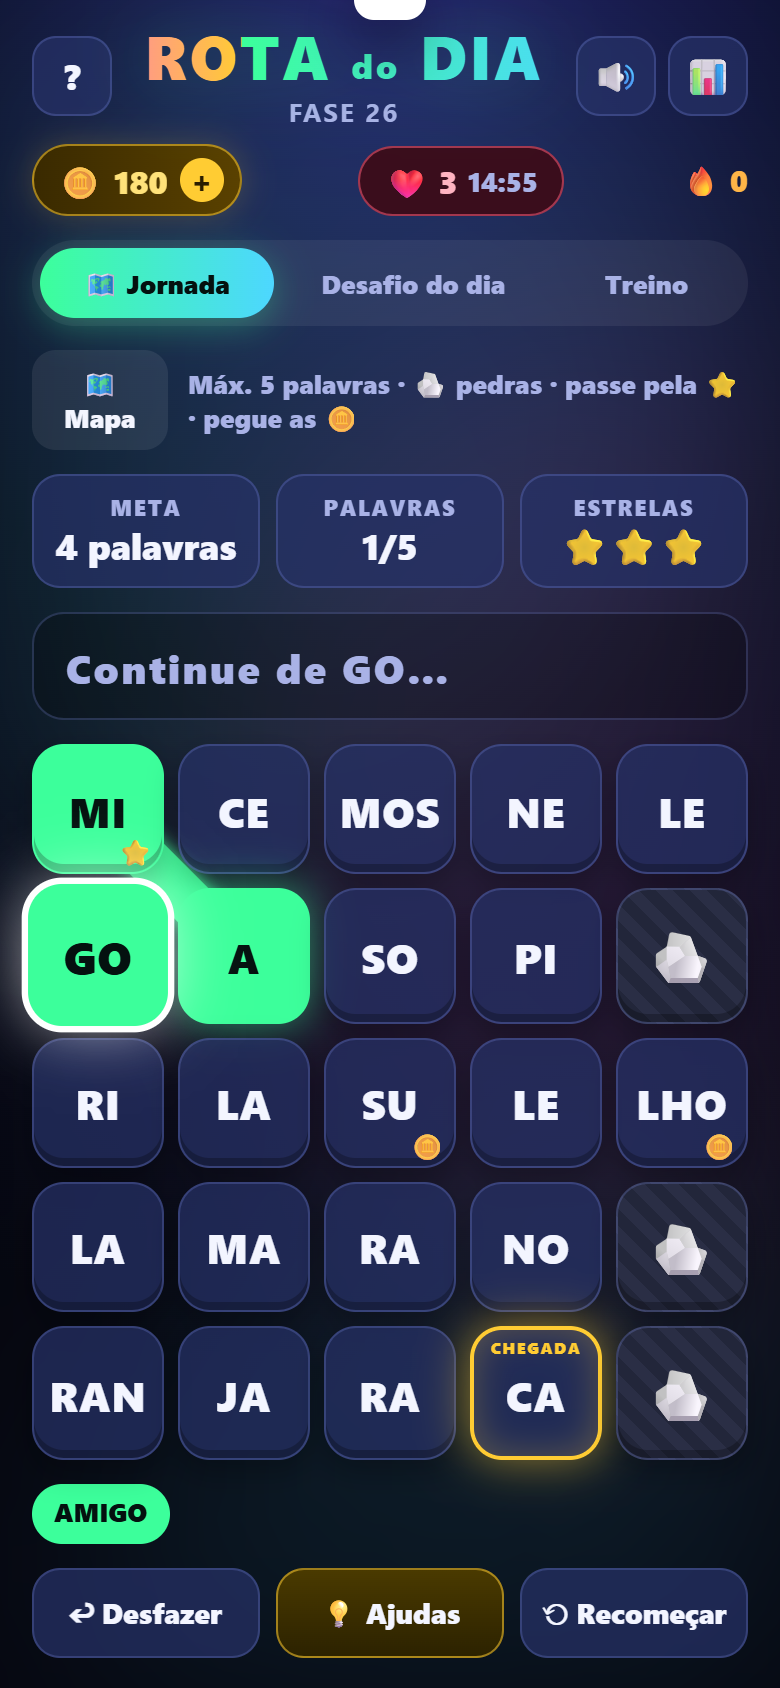 ?
ROTA do DIA
FASE 26
180 +
3 14:55
0
Jornada
Desafio do dia
Treino
Mapa
Máx. 5 palavras · pedras · passe pela
· pegue as
META
4 palavras
PALAVRAS
1/5
ESTRELAS
Continue de GO...
MI CE MOS NE LE
GO A SO PI
RI LA SU LE LHO
LA MA RA NO
CHEGADA
RAN JA RA CA
AMIGO
Desfazer
Ajudas
Recomeçar